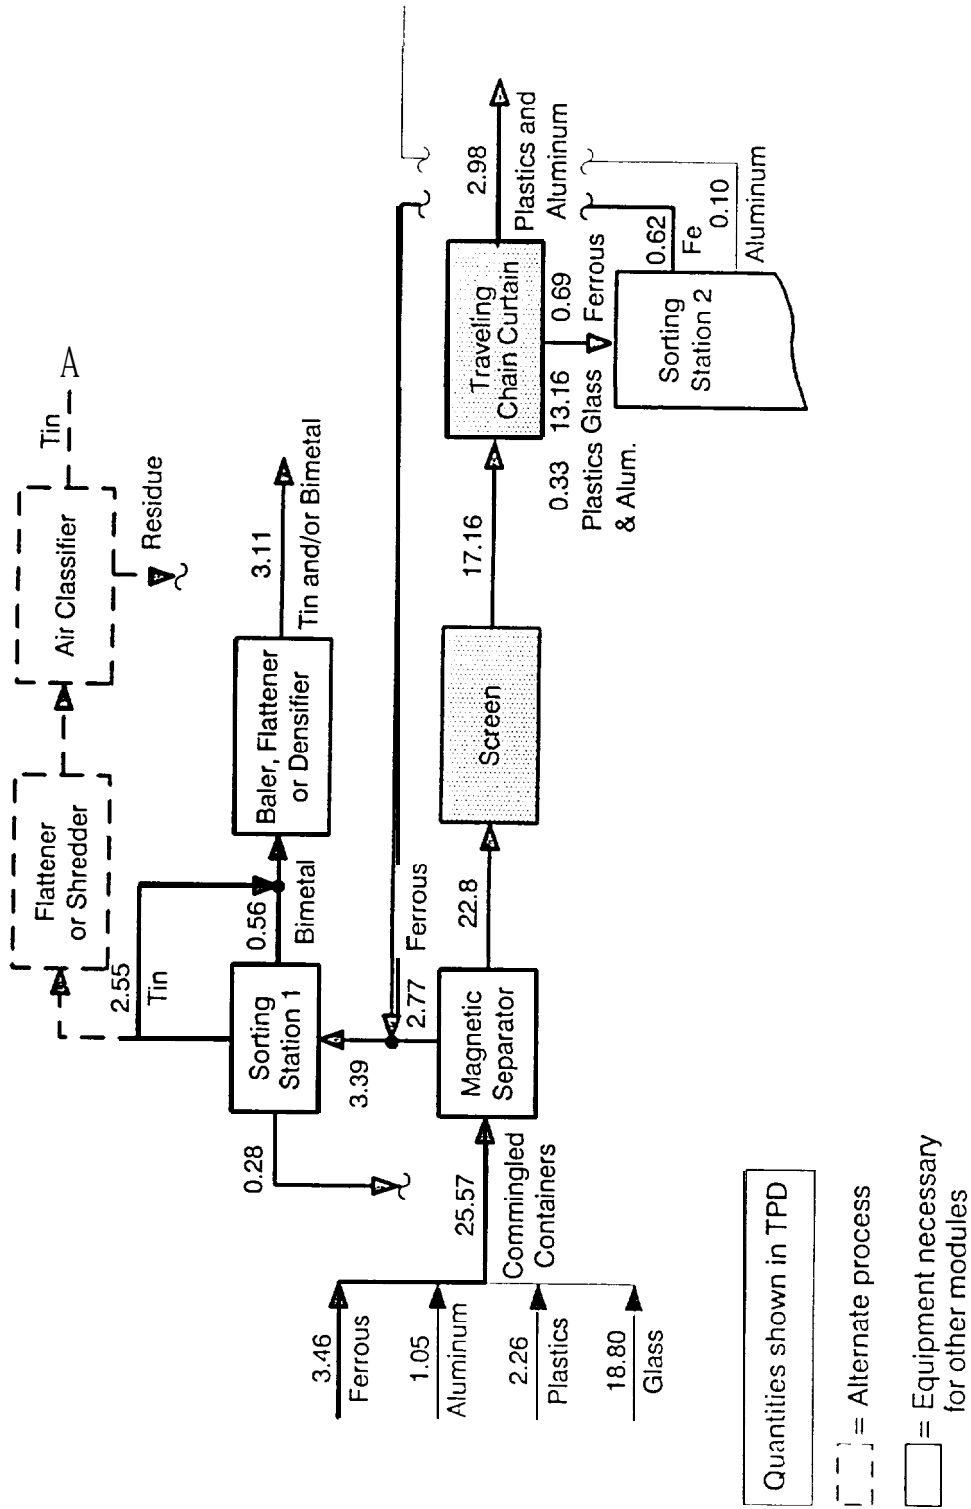 Flattener
or Shredder
Air Classifier
Tin
A
Residue
2.55
Tin
Sorting
Station 1
0.28
0.56
Bimetal
Baler, Flattener
or Densifier
3.11
Tin and/or Bimetal
3.39
2.77
Ferrous
3.46
Ferrous
1.05
Aluminum
2.26
Plastics
18.80
Glass
25.57
Commingled
Containers
Magnetic
Separator
22.8
Screen
17.16
Traveling
Chain Curtain
2.98
Plastics and
Aluminum
0.33 13.16 0.69
Plastics Glass Ferrous
& Alum.
Sorting
Station 2
0.62
Fe
0.10
Aluminum
Quantities shown in TPD
= Alternate process
= Equipment necessary
for other modules